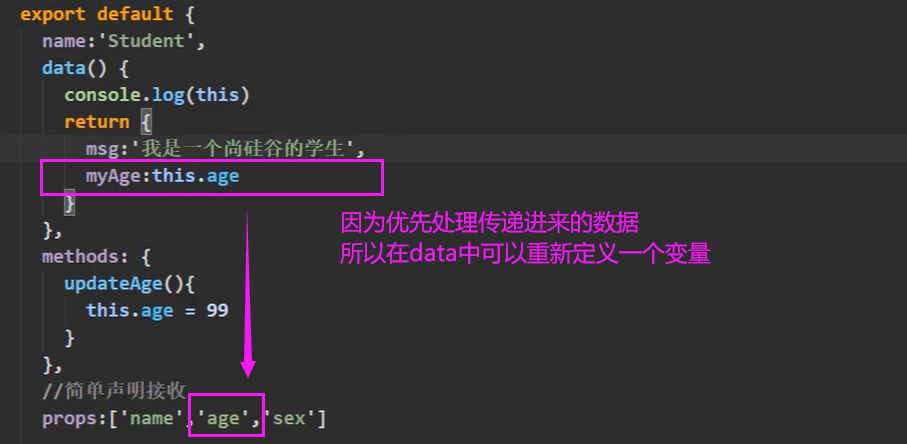 export default {
name:'Student',
data() {
console.log(this)
return {
msg:'我是一个尚硅谷的学生',
myAge:this.age
}
因为优先处理传递进来的数据
所以在data中可以重新定义一个变量
},
methods: {
updateAge(){
this.age = 99
}
},
//简单声明接收
props:['name','age','sex']